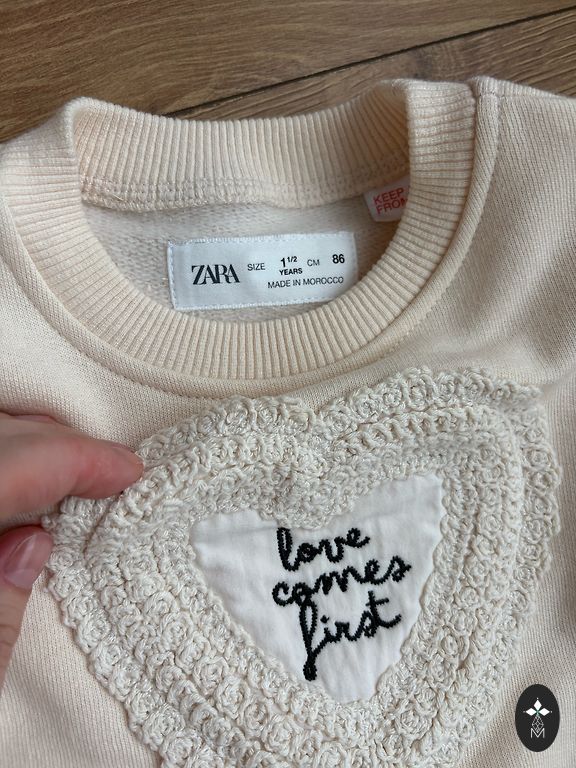 KEEP
FROM
ZARA SIZE 1 1/2 YEARS CM 86
MADE IN MOROCCO
love
comes
first
M